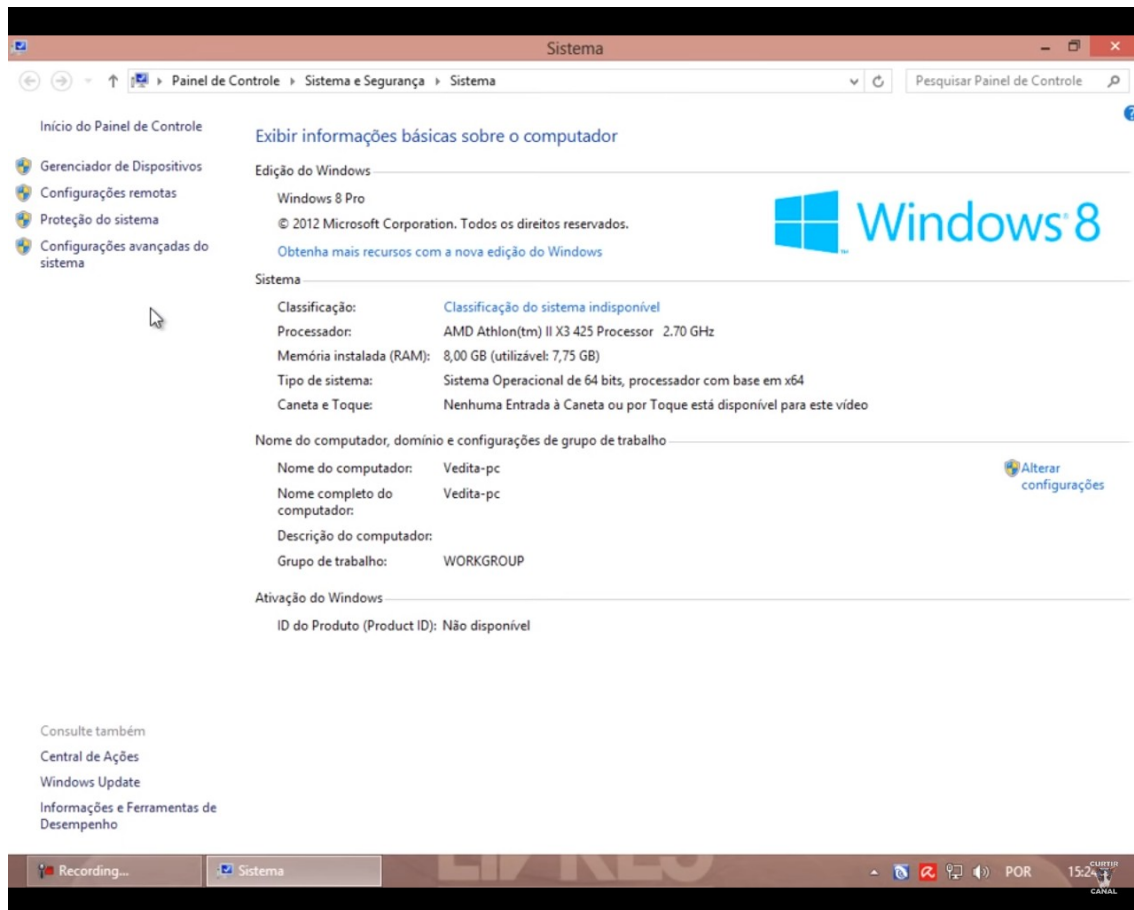 Sistema
Painel de Controle ▸ Sistema e Segurança ▸ Sistema
Pesquisar Painel de Controle
Início do Painel de Controle
Gerenciador de Dispositivos
Configurações remotas
Proteção do sistema
Configurações avançadas do
sistema
Exibir informações básicas sobre o computador
Edição do Windows
Windows 8 Pro
© 2012 Microsoft Corporation. Todos os direitos reservados.
Obtenha mais recursos com a nova edição do Windows
Windows 8
Sistema
Classificação: Classificação do sistema indisponível
Processador: AMD Athlon(tm) II X3 425 Processor 2.70 GHz
Memória instalada (RAM): 8,00 GB (utilizável: 7,75 GB)
Tipo de sistema: Sistema Operacional de 64 bits, processador com base em x64
Caneta e Toque: Nenhuma Entrada à Caneta ou por Toque está disponível para este vídeo
Nome do computador, domínio e configurações de grupo de trabalho
Nome do computador: Vedita-pc
Alterar
configurações
Nome completo do
computador: Vedita-pc
Descrição do computador:
Grupo de trabalho: WORKGROUP
Ativação do Windows
ID do Produto (Product ID): Não disponível
Consulte também
Central de Ações
Windows Update
Informações e Ferramentas de
Desempenho
Recording...
Sistema
POR
15:24
CURTIR
CANAL